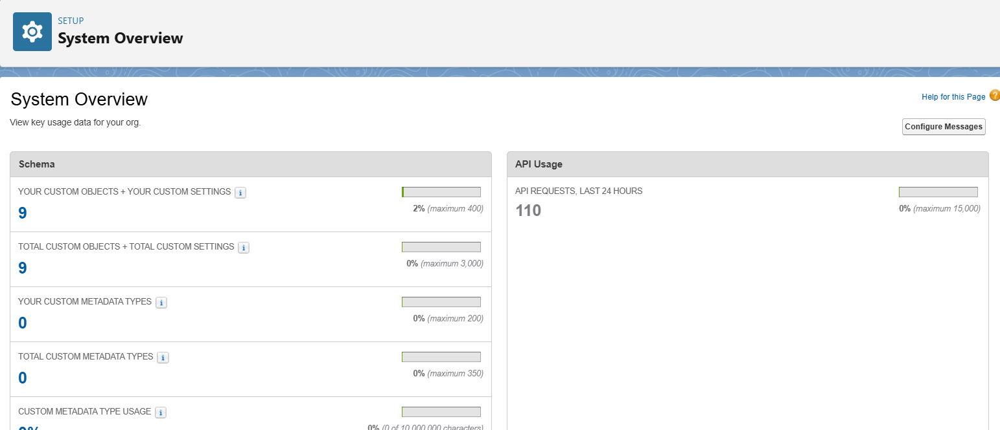 SETUP
System Overview
System Overview
Help for this Page ?
View key usage data for your org.
Configure Messages
Schema
YOUR CUSTOM OBJECTS + YOUR CUSTOM SETTINGS i
9
2% (maximum 400)
TOTAL CUSTOM OBJECTS + TOTAL CUSTOM SETTINGS i
9
0% (maximum 3,000)
YOUR CUSTOM METADATA TYPES i
0
0% (maximum 200)
TOTAL CUSTOM METADATA TYPES i
0
0% (maximum 350)
CUSTOM METADATA TYPE USAGE i
0%
0% (0 of 10,000,000 characters)
API Usage
API REQUESTS, LAST 24 HOURS
110
0% (maximum 15,000)